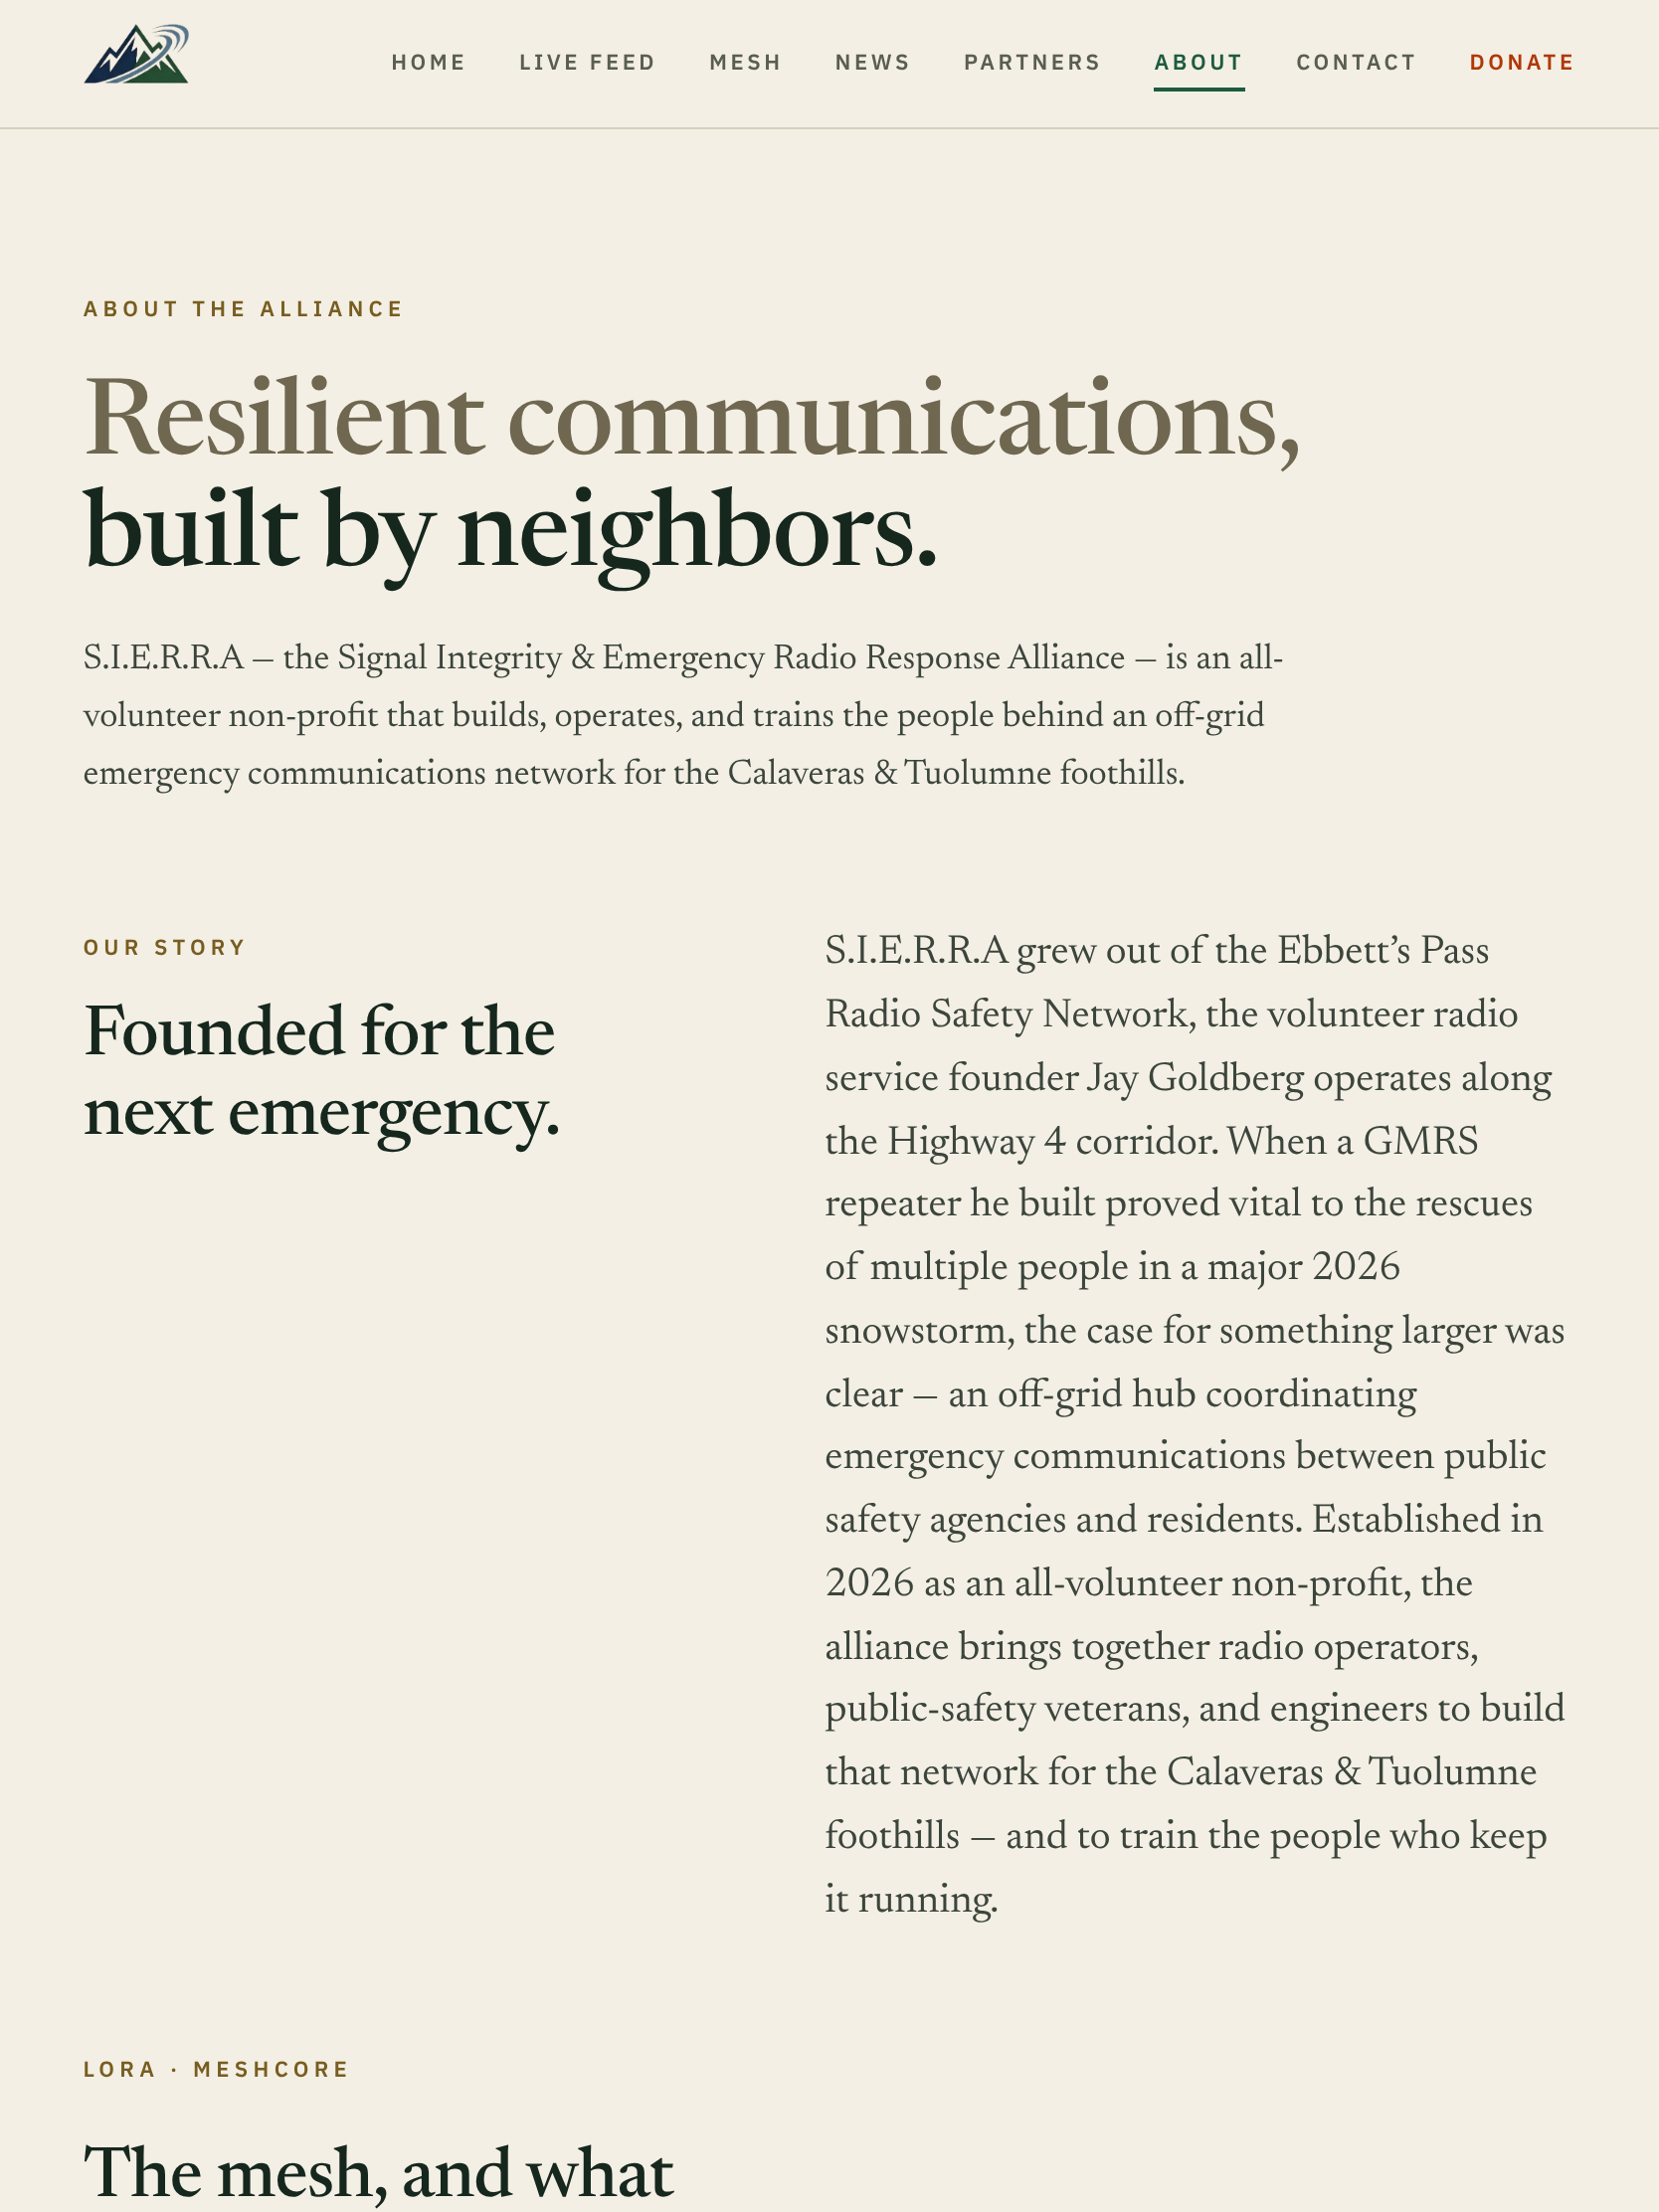 HOME LIVE FEED MESH NEWS PARTNERS ABOUT CONTACT DONATE
ABOUT THE ALLIANCE
Resilient communications,
built by neighbors.
S.I.E.R.R.A – the Signal Integrity & Emergency Radio Response Alliance – is an all-
volunteer non-profit that builds, operates, and trains the people behind an off-grid
emergency communications network for the Calaveras & Tuolumne foothills.
OUR STORY
Founded for the
next emergency.
S.I.E.R.R.A grew out of the Ebbett’s Pass
Radio Safety Network, the volunteer radio
service founder Jay Goldberg operates along
the Highway 4 corridor. When a GMRS
repeater he built proved vital to the rescues
of multiple people in a major 2026
snowstorm, the case for something larger was
clear – an off-grid hub coordinating
emergency communications between public
safety agencies and residents. Established in
2026 as an all-volunteer non-profit, the
alliance brings together radio operators,
public-safety veterans, and engineers to build
that network for the Calaveras & Tuolumne
foothills – and to train the people who keep
it running.
LORA · MESHCORE
The mesh, and what